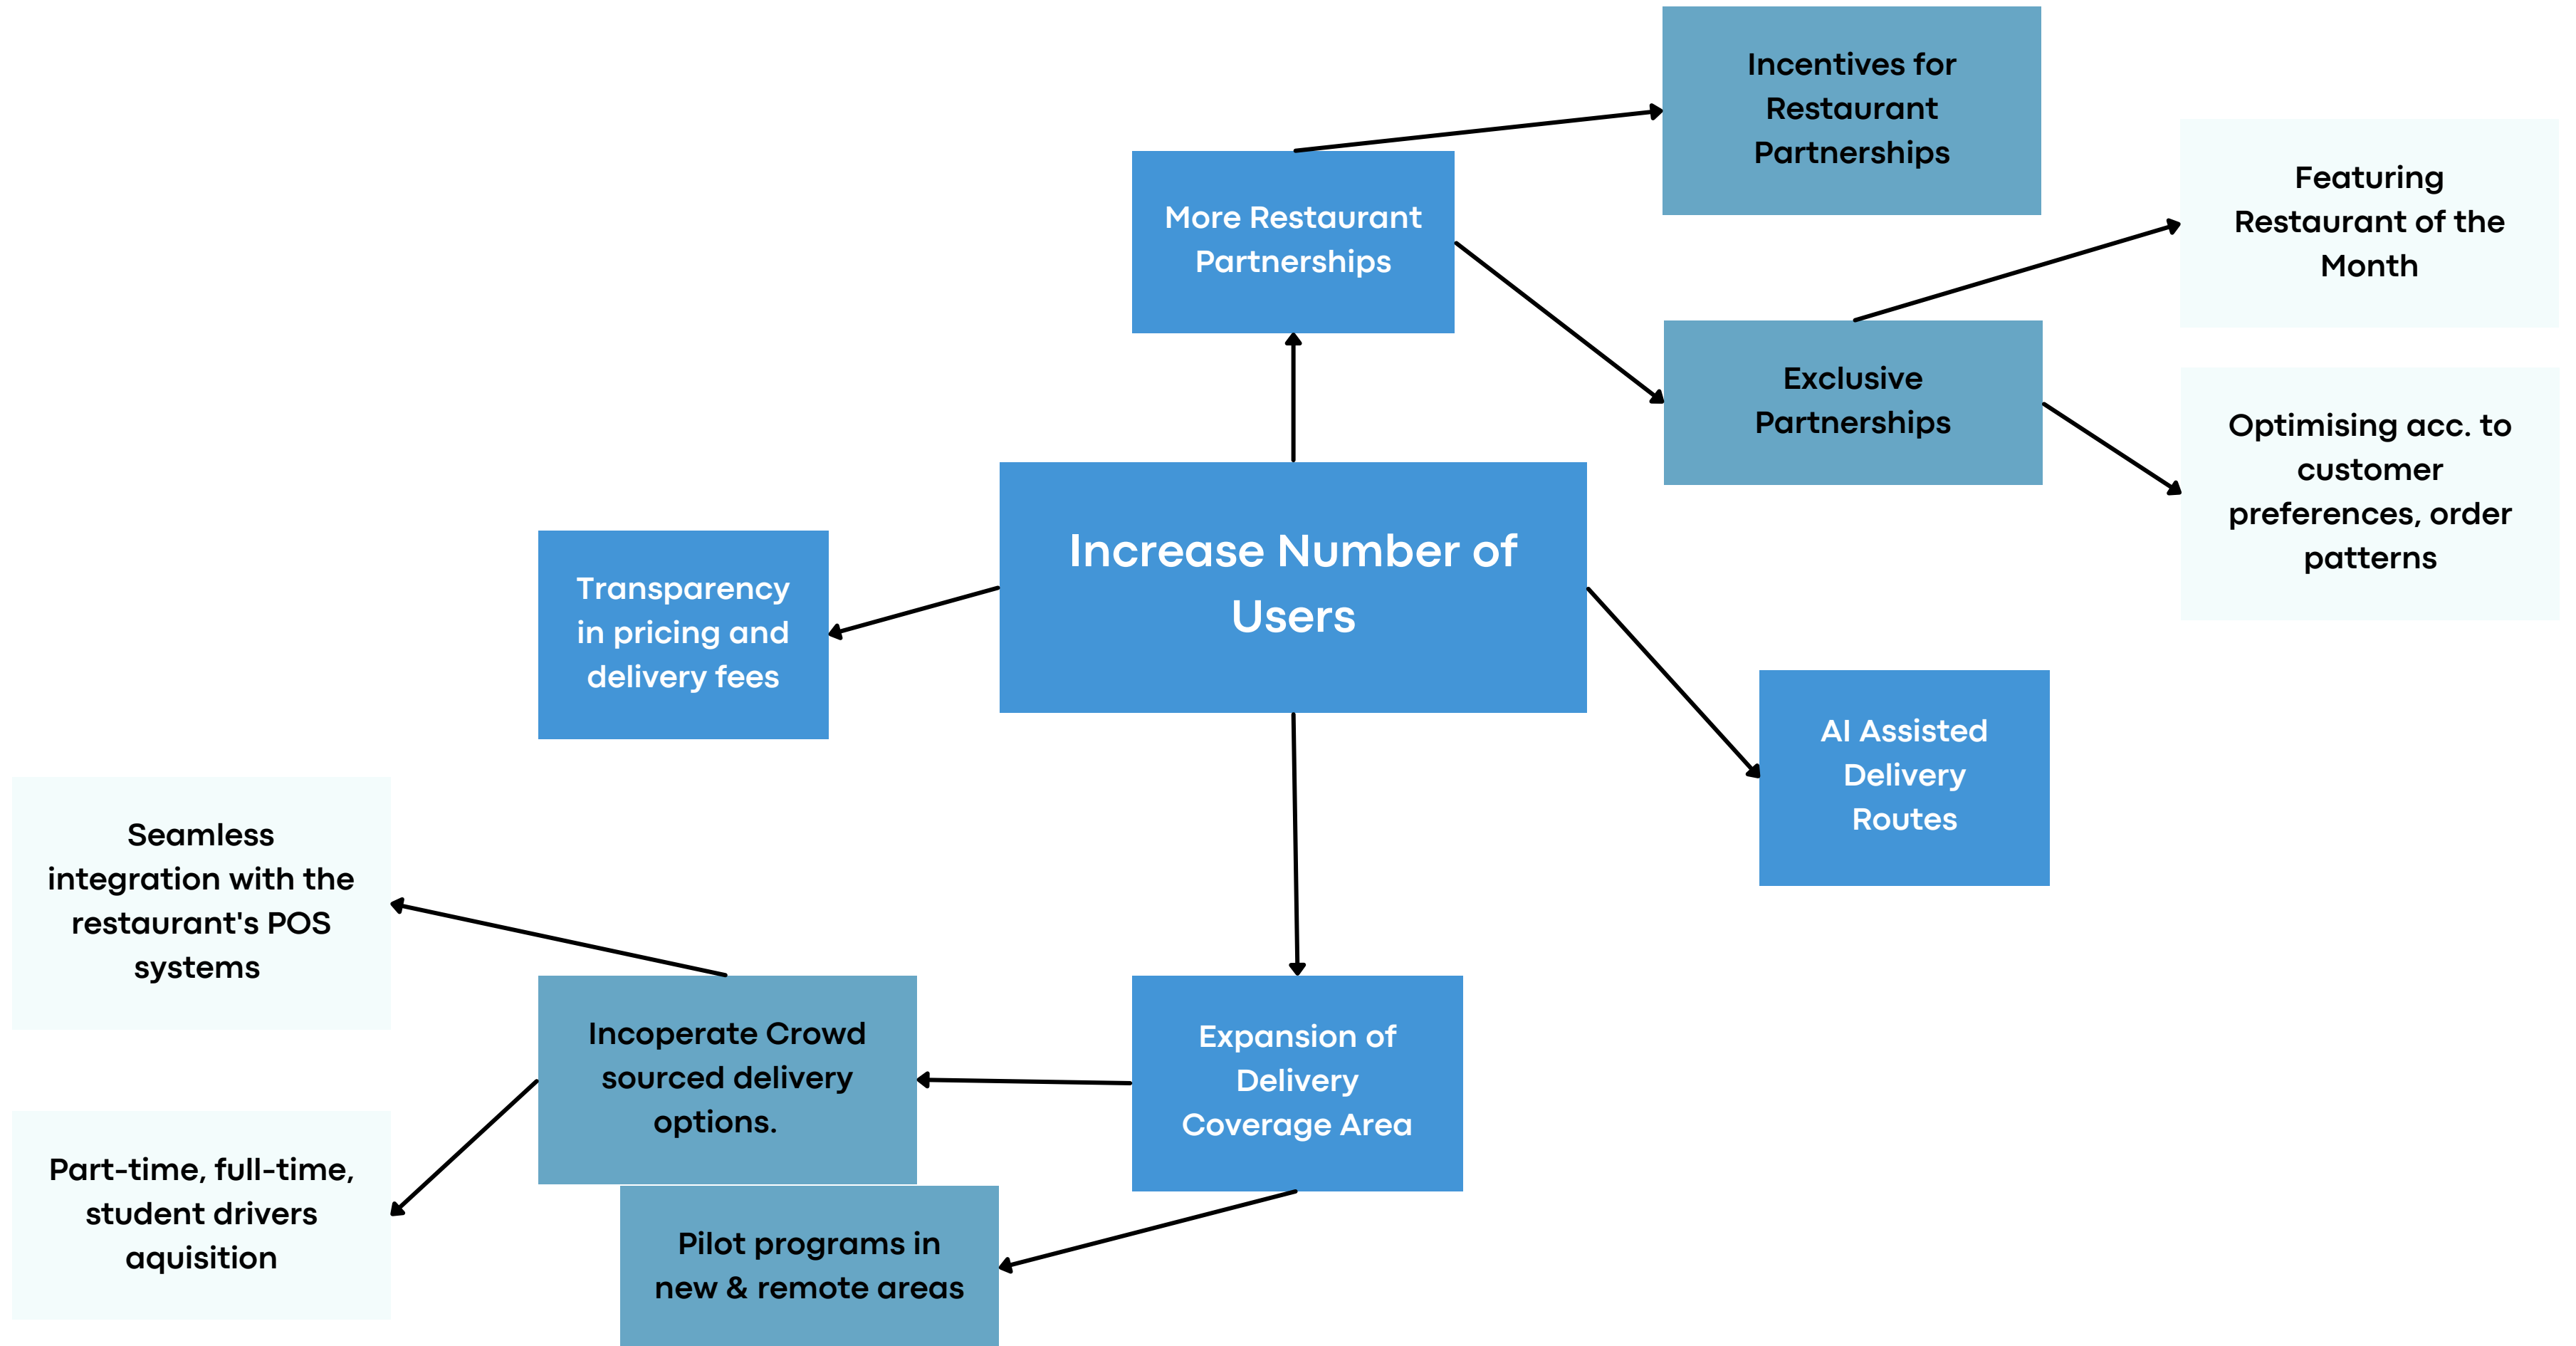 Incentives for
Restaurant
Partnerships
More Restaurant
Partnerships
Featuring
Restaurant of the
Month
Exclusive
Partnerships
Optimising acc. to
customer
preferences, order
patterns
Increase Number of
Users
Transparency
in pricing and
delivery fees
AI Assisted
Delivery
Routes
Seamless
integration with the
restaurant's POS
systems
Incoperate Crowd
sourced delivery
options.
Expansion of
Delivery
Coverage Area
Part-time, full-time,
student drivers
aquisition
Pilot programs in
new & remote areas